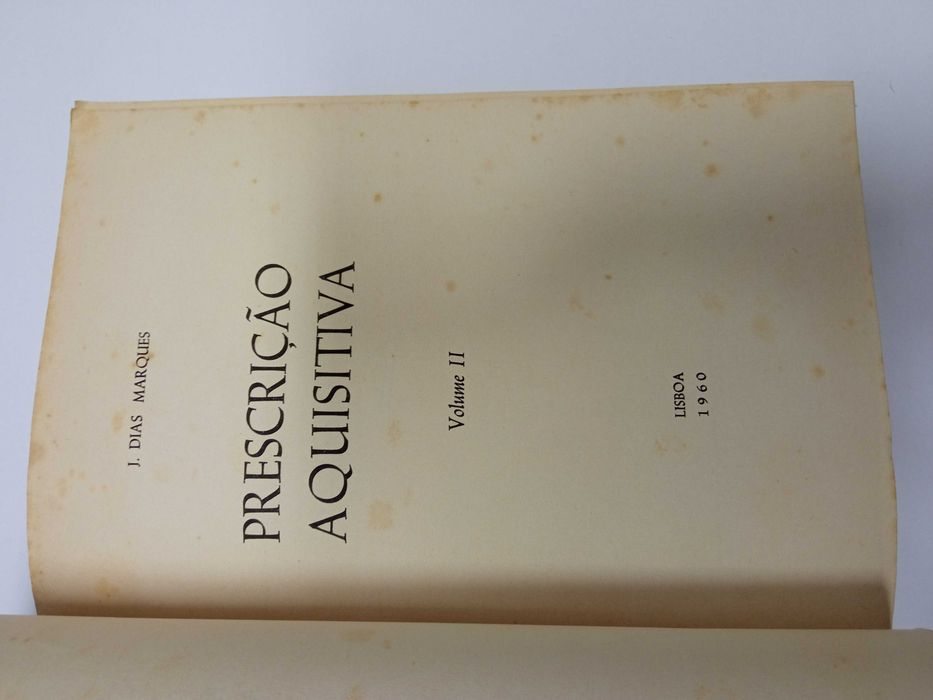 J. DIAS MARQUES
PRESCRIÇÃO
AQUISITIVA
Volume II
LISBOA
1960